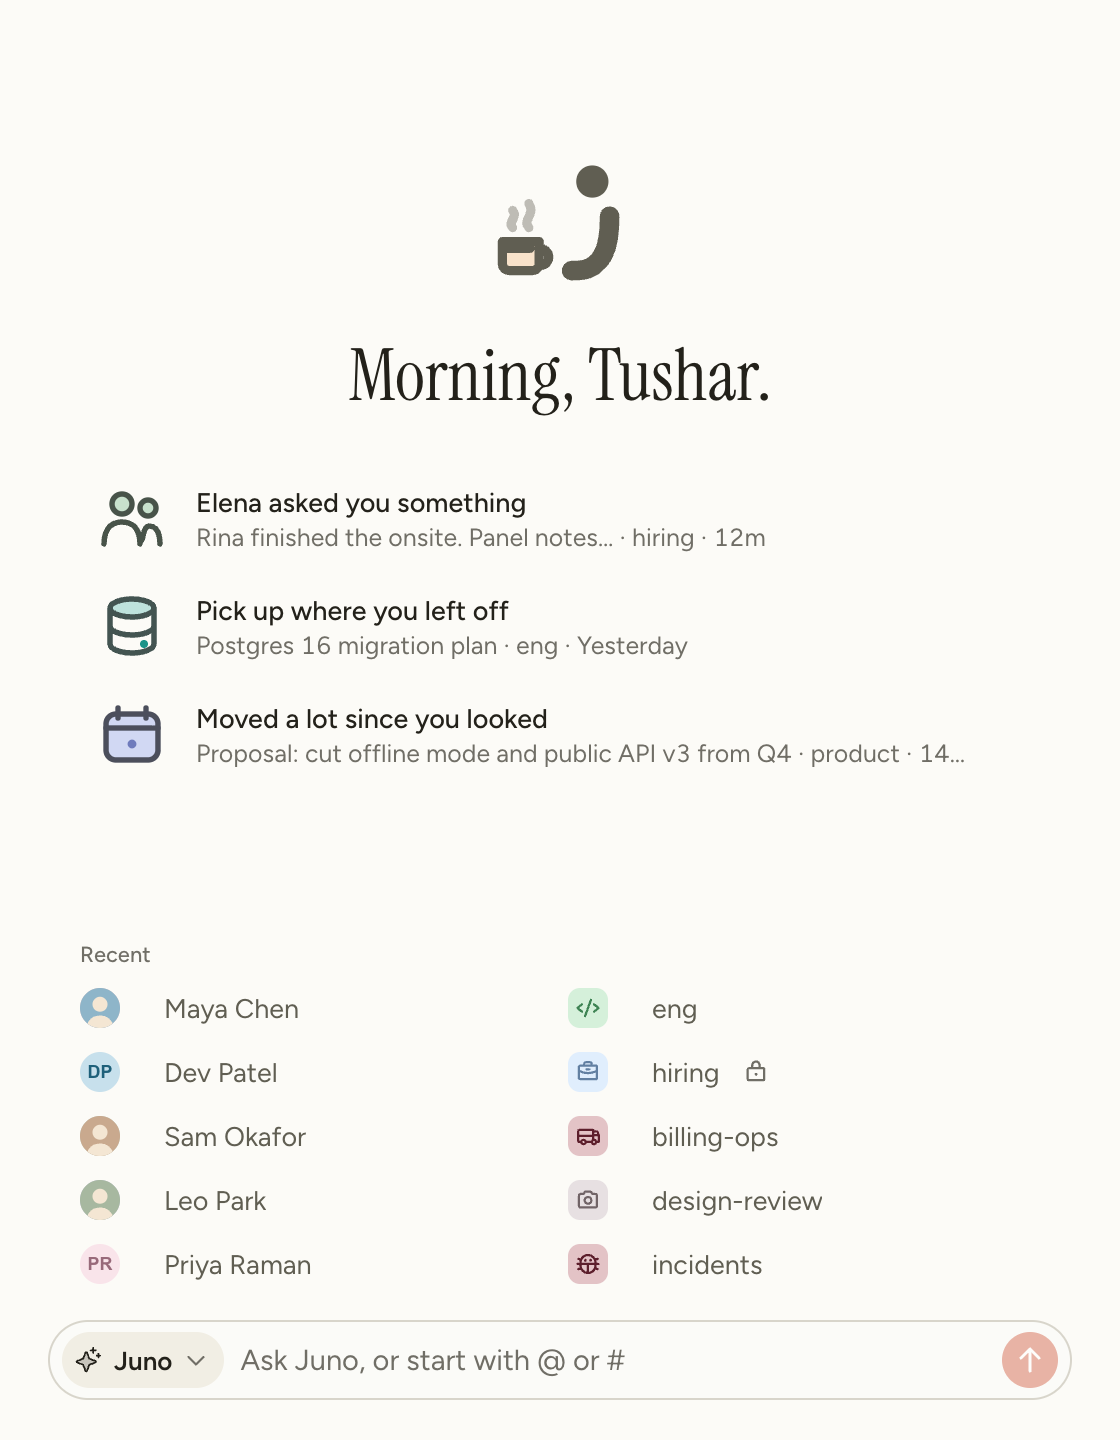 Morning, Tushar.
Elena asked you something
Rina finished the onsite. Panel notes... · hiring · 12m
Pick up where you left off
Postgres 16 migration plan · eng · Yesterday
Moved a lot since you looked
Proposal: cut offline mode and public API v3 from Q4 · product · 14...
Recent
Maya Chen
eng
DP Dev Patel
hiring
Sam Okafor
billing-ops
Leo Park
design-review
PR Priya Raman
incidents
Juno Ask Juno, or start with @ or #